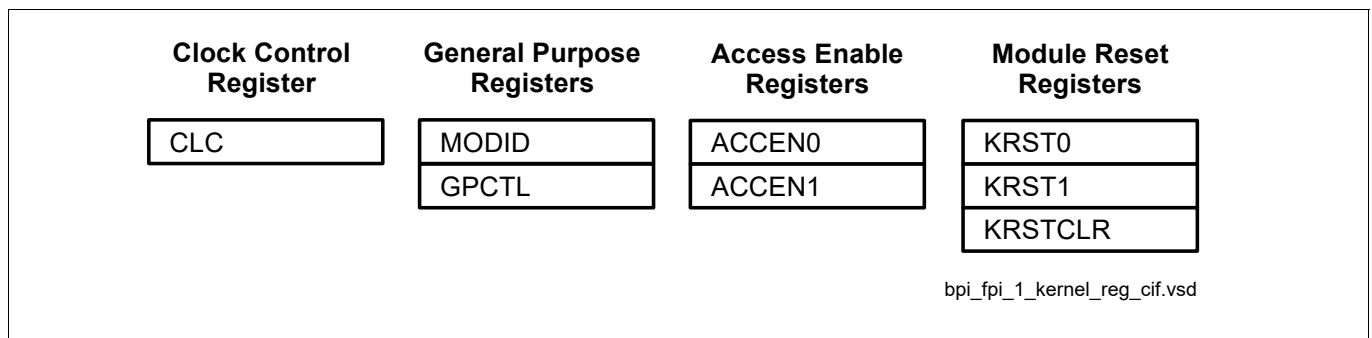 Clock Control
Register
CLC
General Purpose
Registers
MODID
GPCTL
Access Enable
Registers
ACCEN0
ACCEN1
Module Reset
Registers
KRST0
KRST1
KRSTCLR
bpi_fpi_1_kernel_reg_cif.vsd